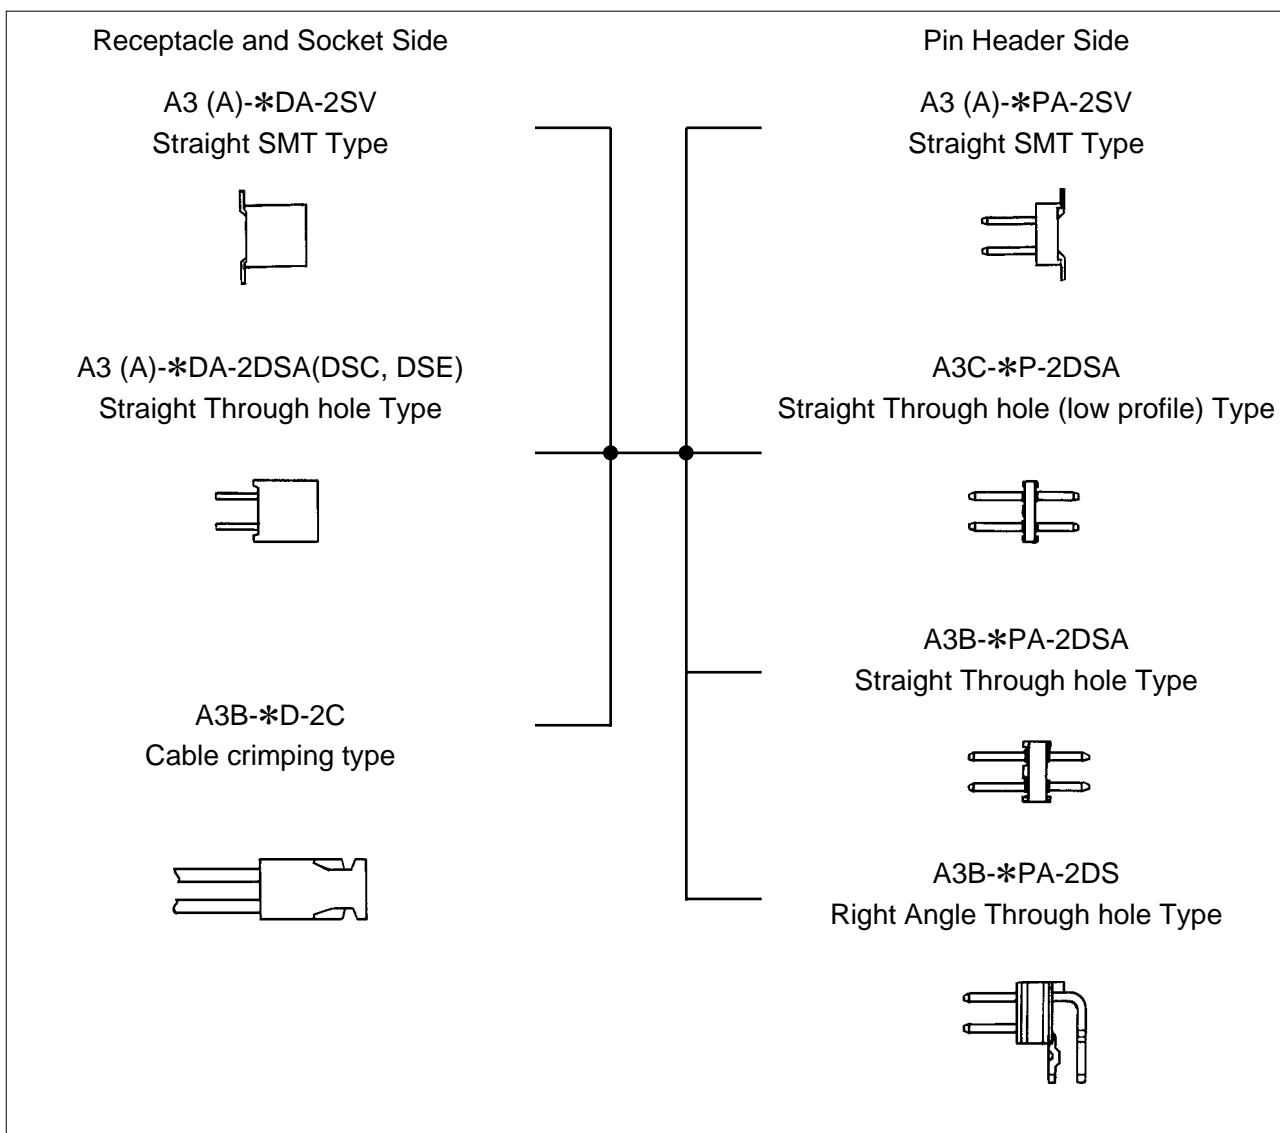 Receptacle and Socket Side
A3 (A)-*DA-2SV
Straight SMT Type
A3 (A)-*DA-2DSA(DSC, DSE)
Straight Through hole Type
A3B-*D-2C
Cable crimping type
Pin Header Side
A3 (A)-*PA-2SV
Straight SMT Type
A3C-*P-2DSA
Straight Through hole (low profile) Type
A3B-*PA-2DSA
Straight Through hole Type
A3B-*PA-2DS
Right Angle Through hole Type